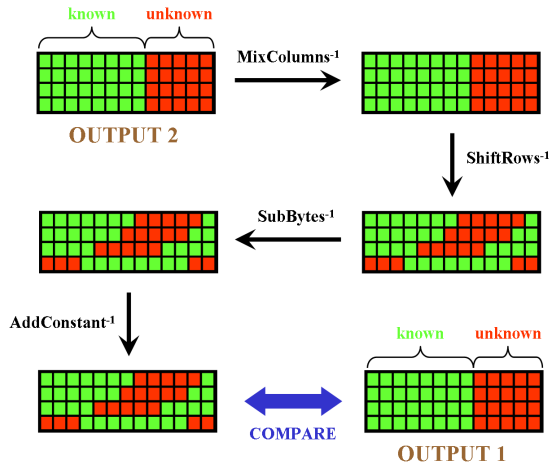 known unknown
MixColumns-1
OUTPUT 2
ShiftRows-1
SubBytes-1
AddConstant-1
known unknown
COMPARE
OUTPUT 1